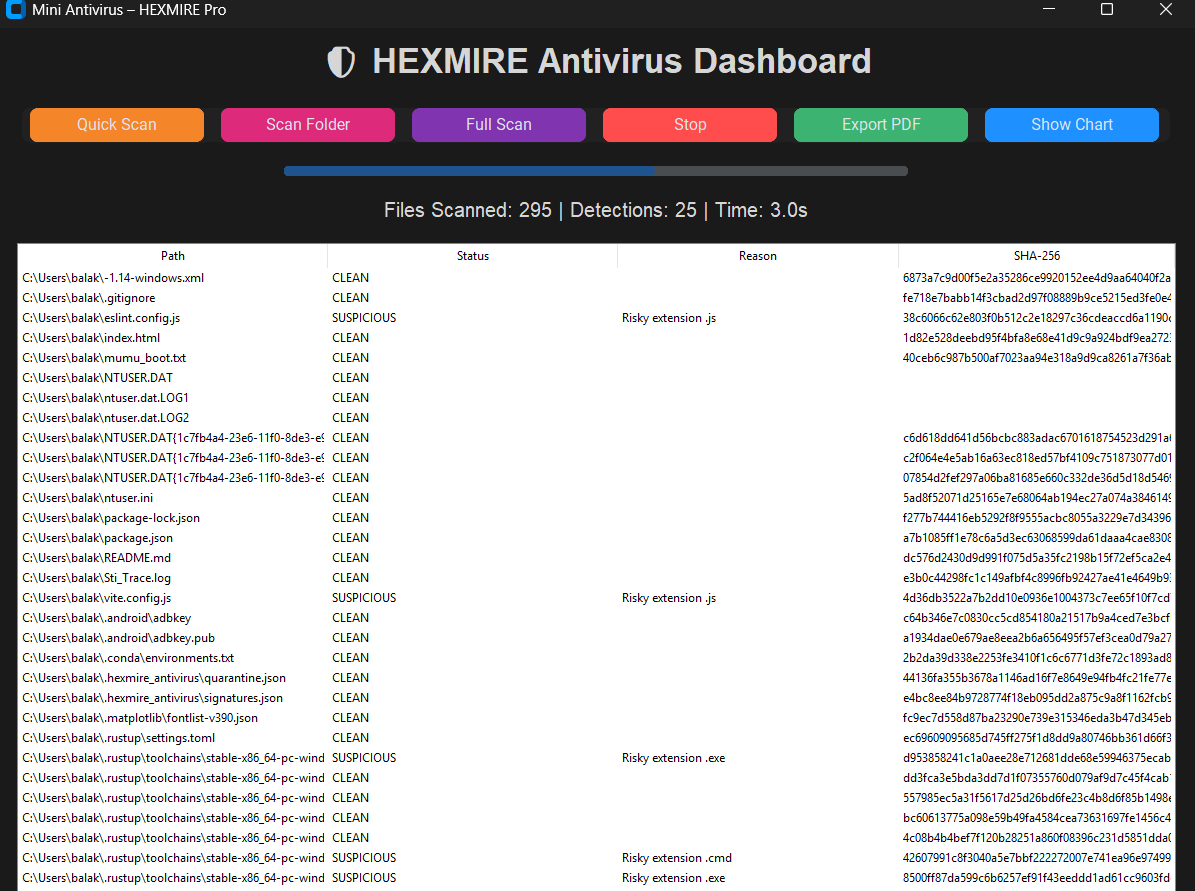 Mini Antivirus – HEXMIRE Pro
HEXMIRE Antivirus Dashboard
Quick Scan Scan Folder Full Scan Stop Export PDF Show Chart
Files Scanned: 295 | Detections: 25 | Time: 3.0s
Path Status Reason SHA-256
C:\Users\balak\-1.14-windows.xml CLEAN 6873a7c9d00f5e2a35286ce9920152ee4d9aa64040f2a
C:\Users\balak\.gitignore CLEAN fe718e7babb14f3cbad2d97f08889b9ce5215ed3fe0e4
C:\Users\balak\eslint.config.js SUSPICIOUS Risky extension .js 38c6066c62e803f0b512c2e18297c36cdeaccd6a1190c
C:\Users\balak\index.html CLEAN 1d82e528deebd95f4bfa8e68e41d9c9a924bdf9ea272
C:\Users\balak\mumu_boot.txt CLEAN 40ceb6c987b500af7023aa94e318a9d9ca8261a7f36ab
C:\Users\balak\NTUSER.DAT CLEAN
C:\Users\balak\ntuser.dat.LOG1 CLEAN
C:\Users\balak\ntuser.dat.LOG2 CLEAN
C:\Users\balak\NTUSER.DAT{1c7fb4a4-23e6-11f0-8de3-e9 CLEAN c6d618dd641d56bcbc883adac6701618754523d291a
C:\Users\balak\NTUSER.DAT{1c7fb4a4-23e6-11f0-8de3-e9 CLEAN c2f064e4e5ab16a63ec818ed57bf4109c751873077d01
C:\Users\balak\NTUSER.DAT{1c7fb4a4-23e6-11f0-8de3-e9 CLEAN 07854d2fef297a06ba81685e660c332de36d5d18d546
C:\Users\balak\ntuser.ini CLEAN 5ad8f52071d25165e7e68064ab194ec27a074a3846149
C:\Users\balak\package-lock.json CLEAN f277b744416eb5292f8f9555acbc8055a3229e7d34396
C:\Users\balak\package.json CLEAN a7b1085ff1e78c6a5d3ec63068599da61daaa4cae8308
C:\Users\balak\README.md CLEAN dc576d2430d9d991f075d5a35fc2198b15f72ef5ca2e4
C:\Users\balak\Sti_Trace.log CLEAN e3b0c44298fc1c149afbf4c8996fb92427ae41e4649b9
C:\Users\balak\vite.config.js SUSPICIOUS Risky extension .js 4d36db3522a7b2dd10e0936e1004373c7ee65f10f7cd
C:\Users\balak\.android\adbkey CLEAN c64b346e7c0830cc5cd854180a21517b9a4ced7e3bcf
C:\Users\balak\.android\adbkey.pub CLEAN a1934dae0e679ae8eea2b6a656495f57ef3cea0d79a27
C:\Users\balak\.conda\environments.txt CLEAN 2b2da39d338e2253fe3410f1c6c6771d3fe72c1893ad8
C:\Users\balak\.hexmire_antivirus\quarantine.json CLEAN 44136fa355b3678a1146ad16f7e8649e94fb4fc21fe77e
C:\Users\balak\.hexmire_antivirus\signatures.json CLEAN e4bc8ee84b9728774f18eb095dd2a875c9a8f1162fcb9
C:\Users\balak\.matplotlib\fontlist-v390.json CLEAN fc9ec7d558d87ba23290e739e315346eda3b47d345eb
C:\Users\balak\.rustup\settings.toml CLEAN ec69609095685d745ff275f1d8dd9a80746bb361d66f3
C:\Users\balak\.rustup\toolchains\stable-x86_64-pc-wind SUSPICIOUS Risky extension .exe d953858241c1a0aee28e712681dde68e59946375ecab
C:\Users\balak\.rustup\toolchains\stable-x86_64-pc-wind CLEAN dd3fca3e5bda3dd7d1f07355760d079af9d7c45f4cab
C:\Users\balak\.rustup\toolchains\stable-x86_64-pc-wind CLEAN 557985ec5a31f5617d25d26bd6fe23c4b8d6f85b1498
C:\Users\balak\.rustup\toolchains\stable-x86_64-pc-wind CLEAN bc60613775a098e59b49fa4584cea73631697fe1456c4
C:\Users\balak\.rustup\toolchains\stable-x86_64-pc-wind CLEAN 4c08b4b4bef7f120b28251a860f08396c231d5851dda
C:\Users\balak\.rustup\toolchains\stable-x86_64-pc-wind SUSPICIOUS Risky extension .cmd 42607991c8f3040a5e7bbf222272007e741ea96e97499
C:\Users\balak\.rustup\toolchains\stable-x86_64-pc-wind SUSPICIOUS Risky extension .exe 8500ff87da599c6b6257ef91f43eeddd1ad61cc9603fd